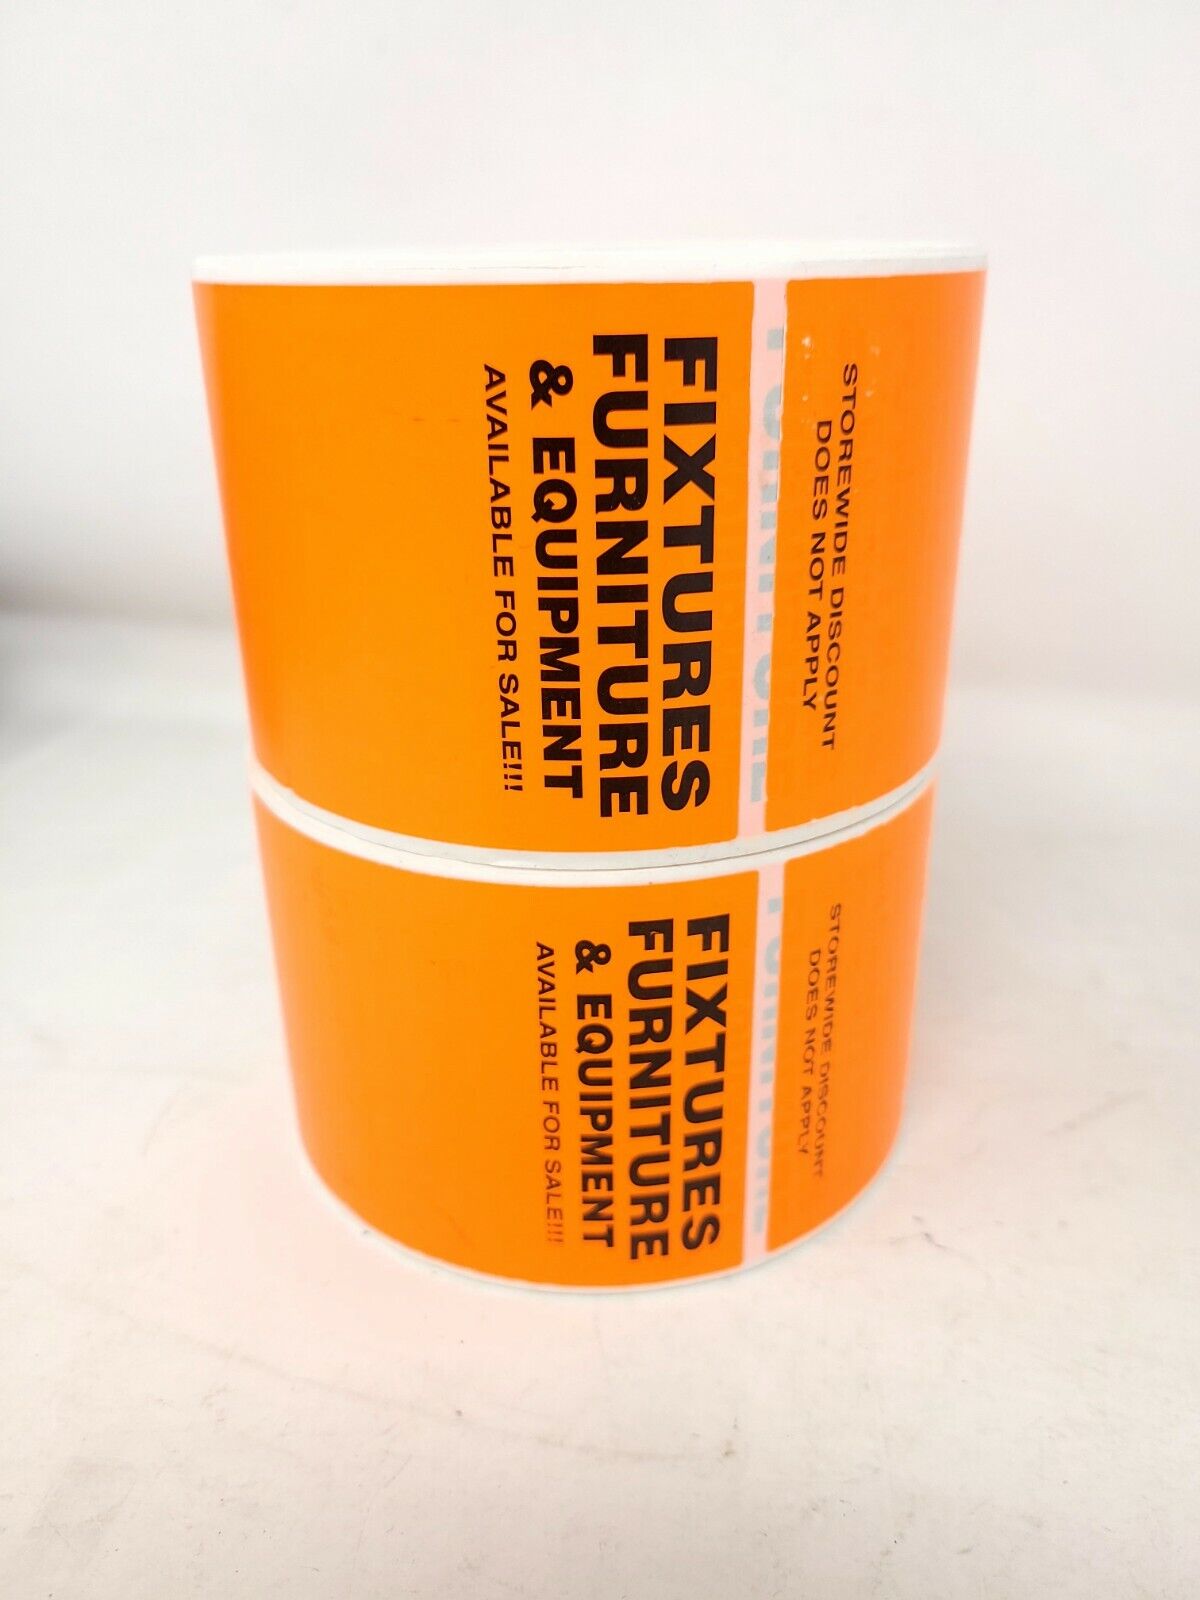 FIXTURES
FURNITURE
& EQUIPMENT
AVAILABLE FOR SALE!!!
STOREWIDE DISCOUNT
DOES NOT APPLY
FIXTURES
FURNITURE
& EQUIPMENT
AVAILABLE FOR SALE!!!
STOREWIDE DISCOUNT
DOES NOT APPLY